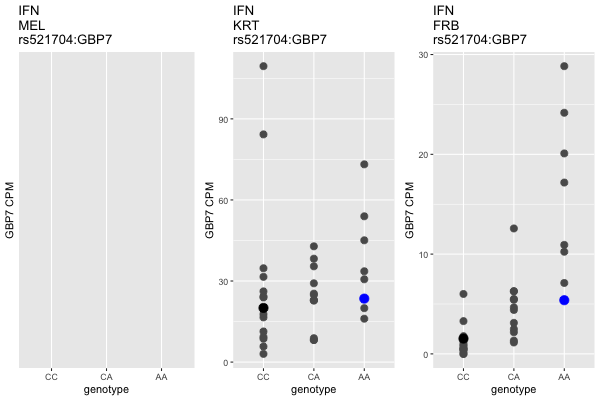 IFN
MEL
rs521704:GBP7
GBP7 CPM
CC CA AA
genotype
IFN
KRT
rs521704:GBP7
GBP7 CPM
90
60
30
0
CC CA AA
genotype
IFN
FRB
rs521704:GBP7
GBP7 CPM
30
20
10
0
CC CA AA
genotype